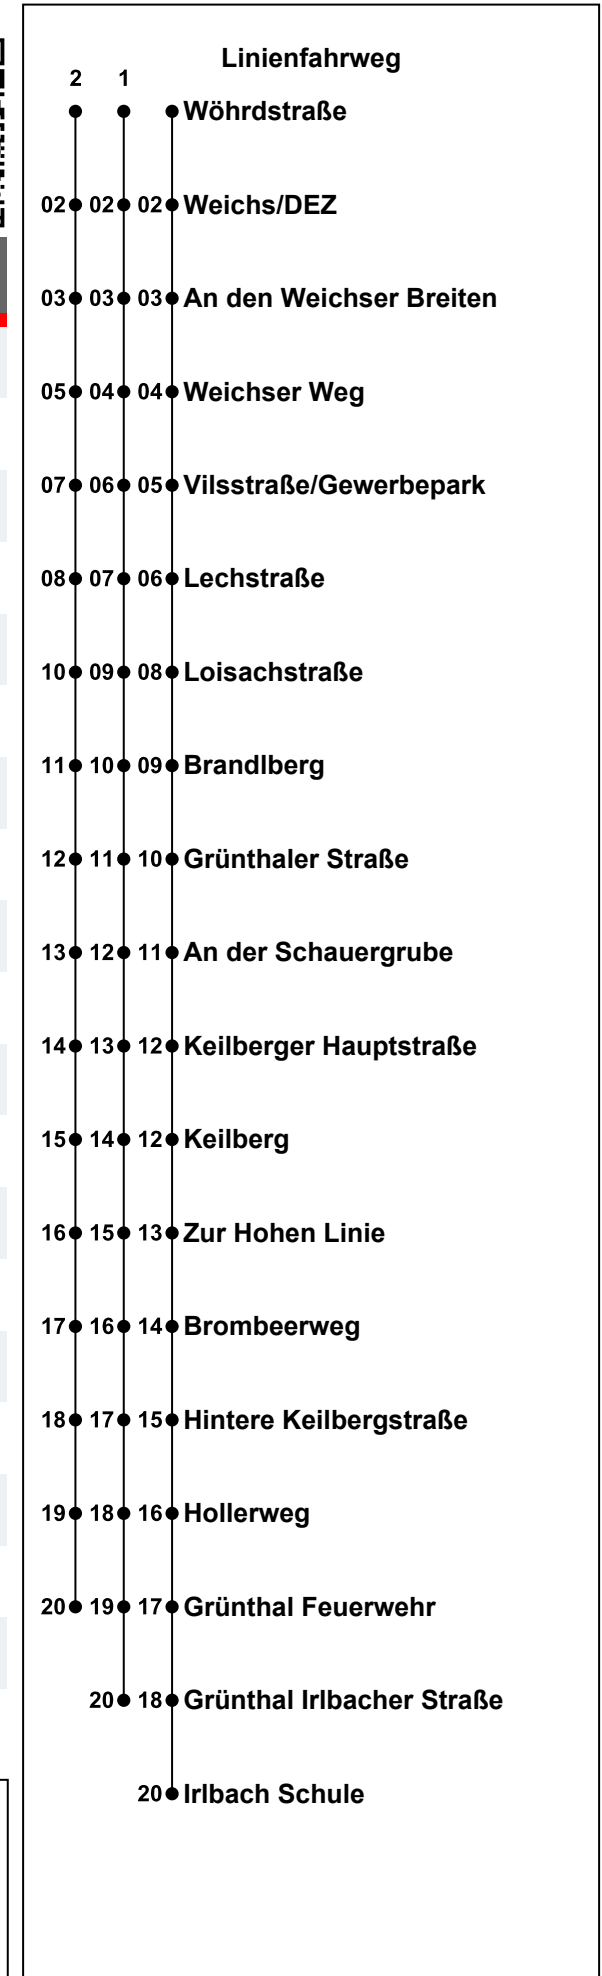 Linienfahrweg
2 1
Wöhrdstraße
02 02 02 Weichs/DEZ
03 03 03 An den Weichser Breiten
05 04 04 Weichser Weg
07 06 05 Vilsstraße/Gewerbepark
08 07 06 Lechstraße
10 09 08 Loisachstraße
11 10 09 Brandlberg
12 11 10 Grünthaler Straße
13 12 11 An der Schauergrube
14 13 12 Keilberger Hauptstraße
15 14 12 Keilberg
16 15 13 Zur Hohen Linie
17 16 14 Brombeerweg
18 17 15 Hintere Keilbergstraße
19 18 16 Hollerweg
20 19 17 Grünthal Feuerwehr
20 18 Grünthal Irlbacher Straße
20 Irlbach Schule